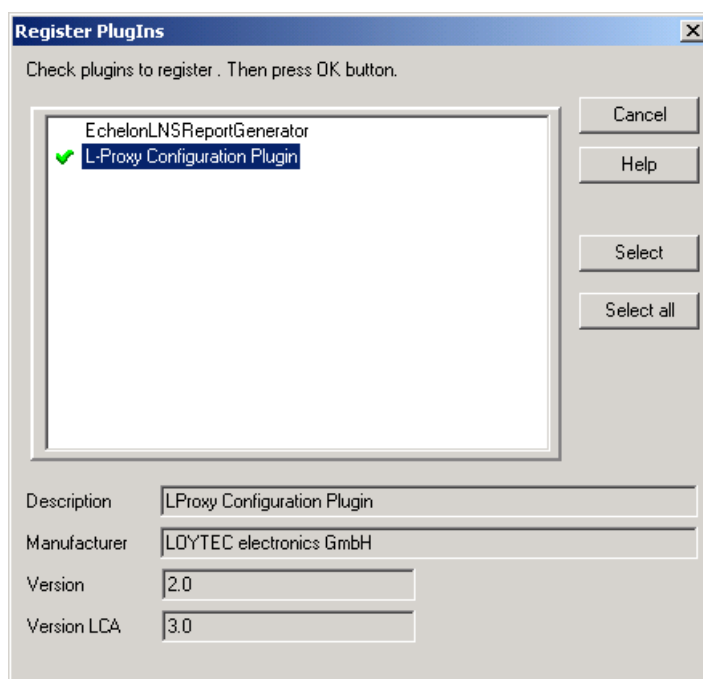 Register PlugIns
Check plugins to register . Then press OK button.
EchelonLNSReportGenerator
L-Proxy Configuration Plugin
Cancel
Help
Select
Select all
Description LProxy Configuration Plugin
Manufacturer LOYTEC electronics GmbH
Version 2.0
Version LCA 3.0